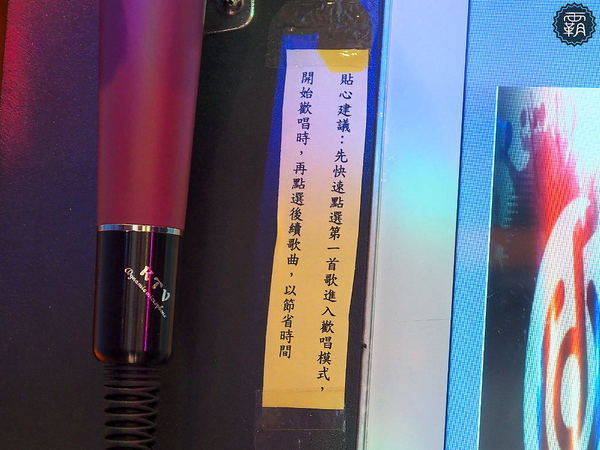 貼心建議：先快速點選第一首歌進入歡唱模式，
開始歡唱時，再點選後續歌曲，以節省時間
KTV
Dynamic microphone
霸